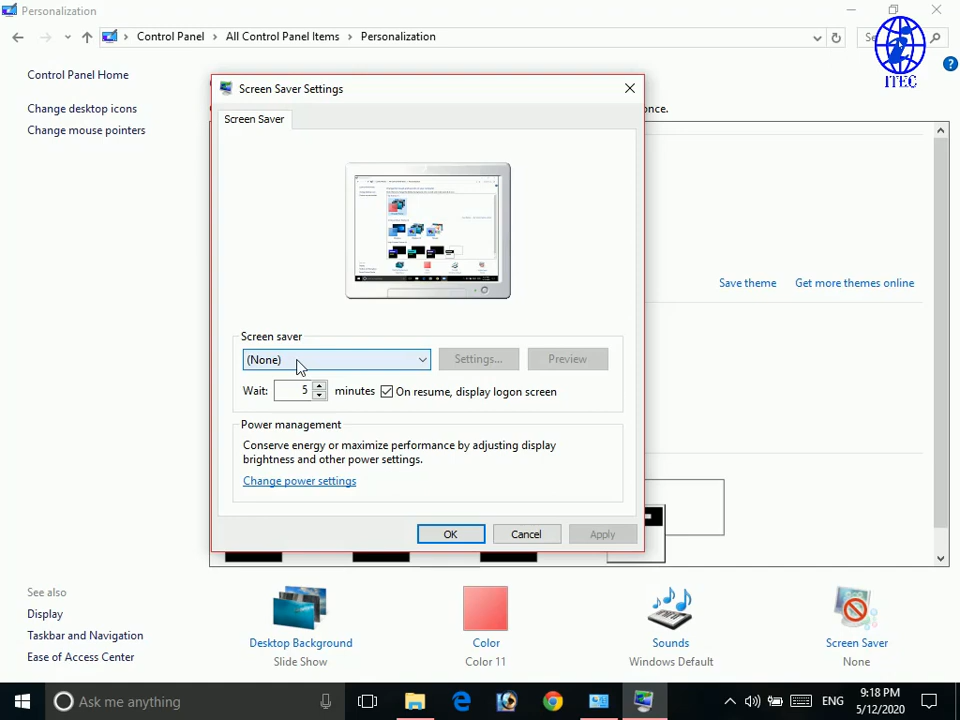 Personalization
Control Panel
All Control Panel Items
Personalization
ITEC
Control Panel Home
Change desktop icons
Change mouse pointers
once.
Screen Saver Settings
Screen Saver
Save theme
Get more themes online
Screen saver
(None)
Settings...
Preview
Wait: 5 minutes On resume, display logon screen
Power management
Conserve energy or maximize performance by adjusting display
brightness and other power settings.
Change power settings
OK
Cancel
Apply
See also
Display
Taskbar and Navigation
Ease of Access Center
Desktop Background
Slide Show
Color
Color 11
Sounds
Windows Default
Screen Saver
None
Ask me anything
ENG
9:18 PM
5/12/2020